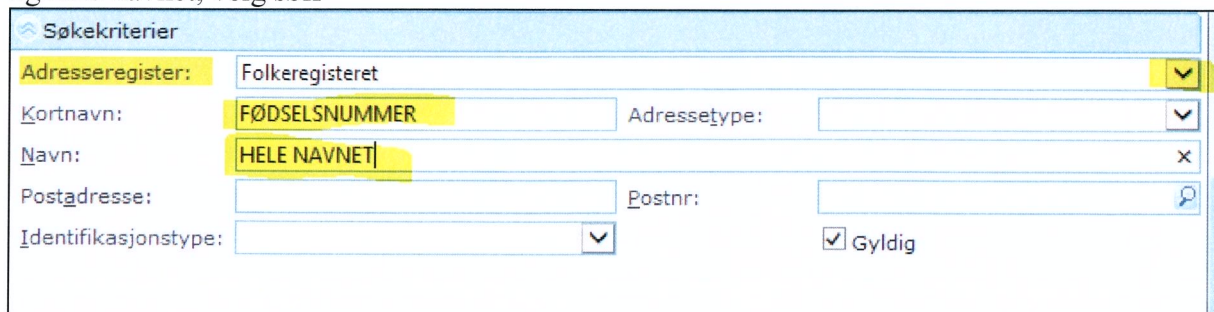 Søkekriterier
Adresseregister: Folkeregisteret
Kortnavn: FØDSELSNUMMER Adressetype:
Navn: HELE NAVNET
Postadresse: Postnr:
Identifikasjonstype: Gyldig